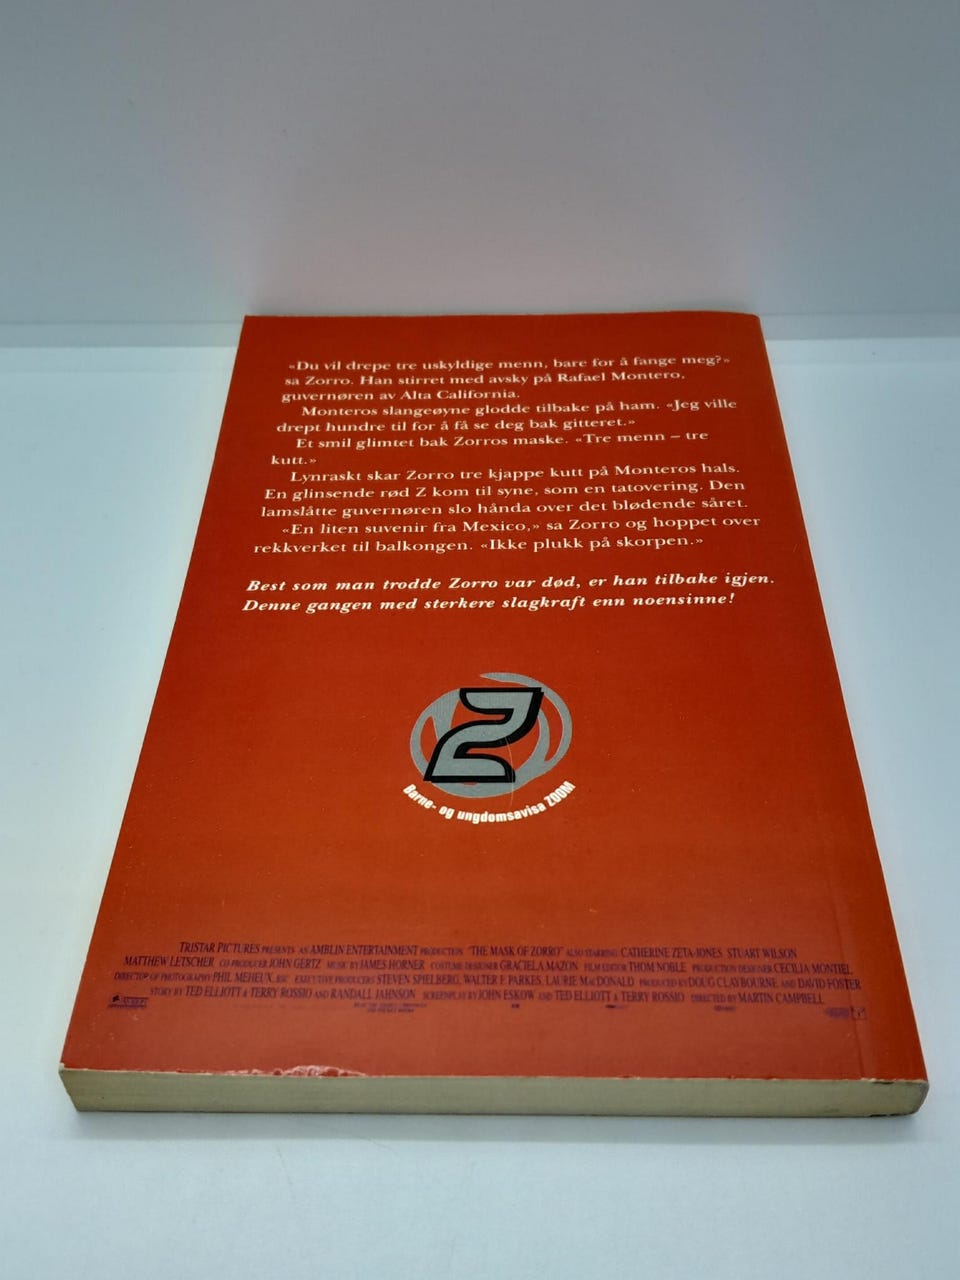 «Du vil drepe tre uskyldige menn, bare for å fange meg?»
sa Zorro. Han stirret med avsky på Rafael Montero,
guvernøren av Alta California.
Monteros slangeøyne glodde tilbake på ham. «Jeg ville
drept hundre til for å få se deg bak gitteret.»
Et smil glimtet bak Zorros maske. «Tre menn – tre
kutt.»
Lynraskt skar Zorro tre kjappe kutt på Monteros hals.
En glinsende rød Z kom til syne, som en tatovering. Den
lamslåtte guvernøren slo hånda over det blødende såret.
«En liten suvenir fra Mexico,» sa Zorro og hoppet over
rekkverket til balkongen. «Ikke plukk på skorpen.»
Best som man trodde Zorro var død, er han tilbake igjen.
Denne gangen med sterkere slagkraft enn noensinne!
Z
Barne- og ungdomsavisa ZOOM
TRISTAR PICTURES PRESENTS AN AMBLIN ENTERTAINMENT PRODUCTION "THE MASK OF ZORRO" ALSO STARRING CATHERINE ZETA-JONES STUART WILSON
MATTHEW LETSCHER CO-PRODUCER JOHN GERTZ MUSIC BY JAMES HORNER COSTUME DESIGNER GRACIELA MAZON FILM EDITOR THOM NOBLE PRODUCTION DESIGNER CECILIA MONTIEL
DIRECTOR OF PHOTOGRAPHY PHIL MEHEUX, BSC EXECUTIVE PRODUCERS STEVEN SPIELBERG, WALTER F. PARKES, LAURIE MACDONALD PRODUCED BY DOUG CLAYBOURNE AND DAVID FOSTER
STORY BY TED ELLIOTT & TERRY ROSSIO AND RANDALL JAHNSON SCREENPLAY BY JOHN ESKOW AND TED ELLIOTT & TERRY ROSSIO DIRECTED BY MARTIN CAMPBELL